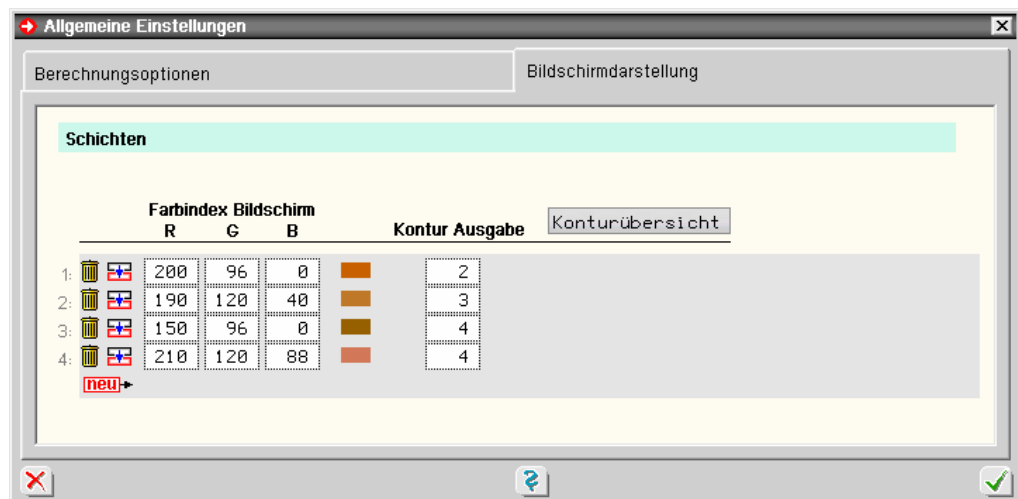 Allgemeine Einstellungen
Berechnungsoptionen Bildschirmdarstellung
Schichten
Farbindex Bildschirm
R G B Kontur Ausgabe Konturübersicht
1: 200 96 0 2
2: 190 120 40 3
3: 150 96 0 4
4: 210 120 88 4
neu